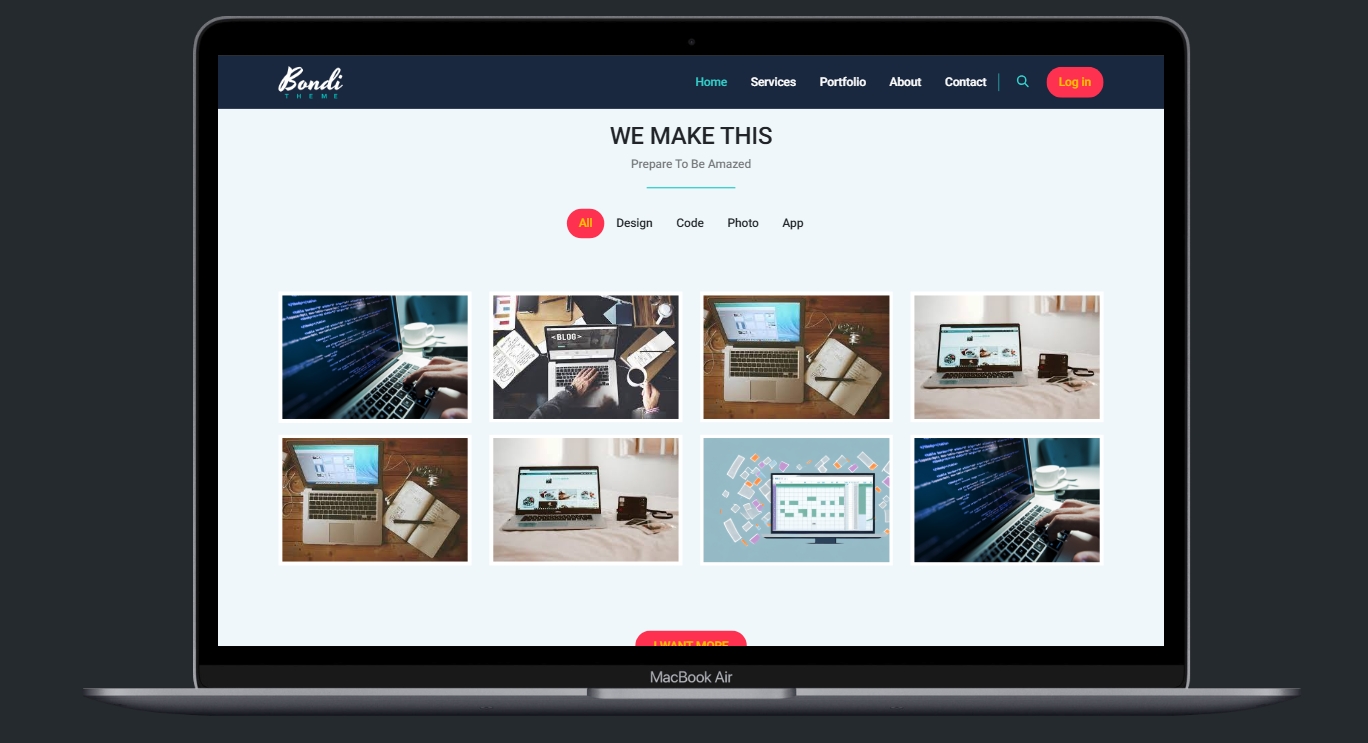 Bondi
THEME
Home Services Portfolio About Contact Log in
WE MAKE THIS
Prepare To Be Amazed
All Design Code Photo App
<BLOG>
I WANT MORE
MacBook Air